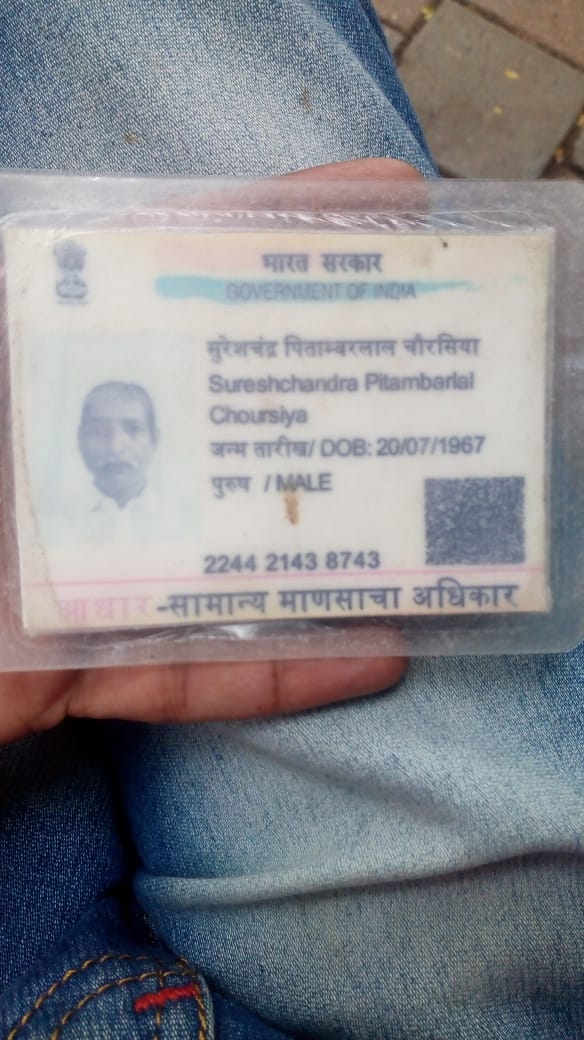 भारत सरकार
GOVERNMENT OF INDIA
सुरेशचंद्र पिताम्बरलाल चौरसिया
Sureshchandra Pitambarlal
Choursiya
जन्म तारीख/ DOB: 20/07/1967
पुरुष / MALE
2244 2143 8743
आधार-सामान्य माणसाचा अधिकार